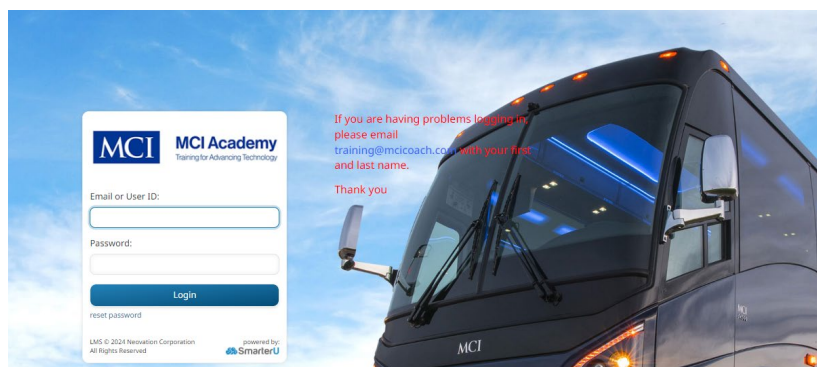 If you are having problems logging in,
please email
training@mcicoach.com with your first
and last name.
Thank you
MCI
MCI Academy
Training for Advancing Technology
Email or User ID:
Password:
Login
reset password
LMS © 2024 Neovation Corporation
All Rights Reserved
powered by:
SmarterU
MCI